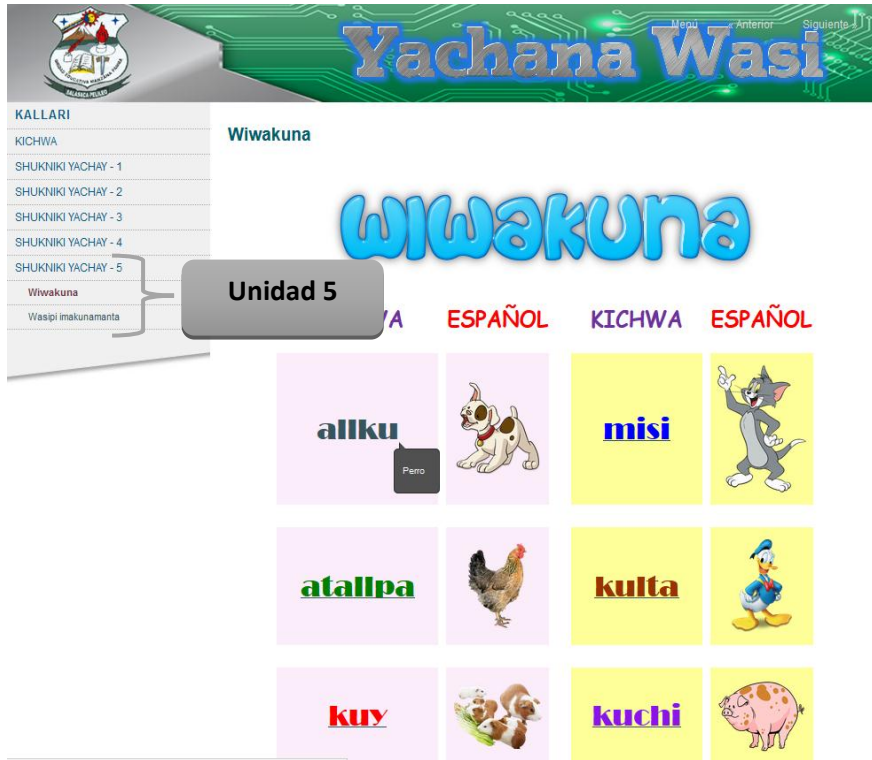 Menú Anterior Siguiente
Yachana Wasi
SALASACA PELILEO
KALLARI
KICHWA
SHUKNIKI YACHAY - 1
SHUKNIKI YACHAY - 2
SHUKNIKI YACHAY - 3
SHUKNIKI YACHAY - 4
SHUKNIKI YACHAY - 5
Wiwakuna
Wasipi imakunamanta
Unidad 5
Wiwakuna
wiwakuna
ESPAÑOL KICHWA ESPAÑOL
allku misi
Perro
atallpa kulta
kuy kuchi